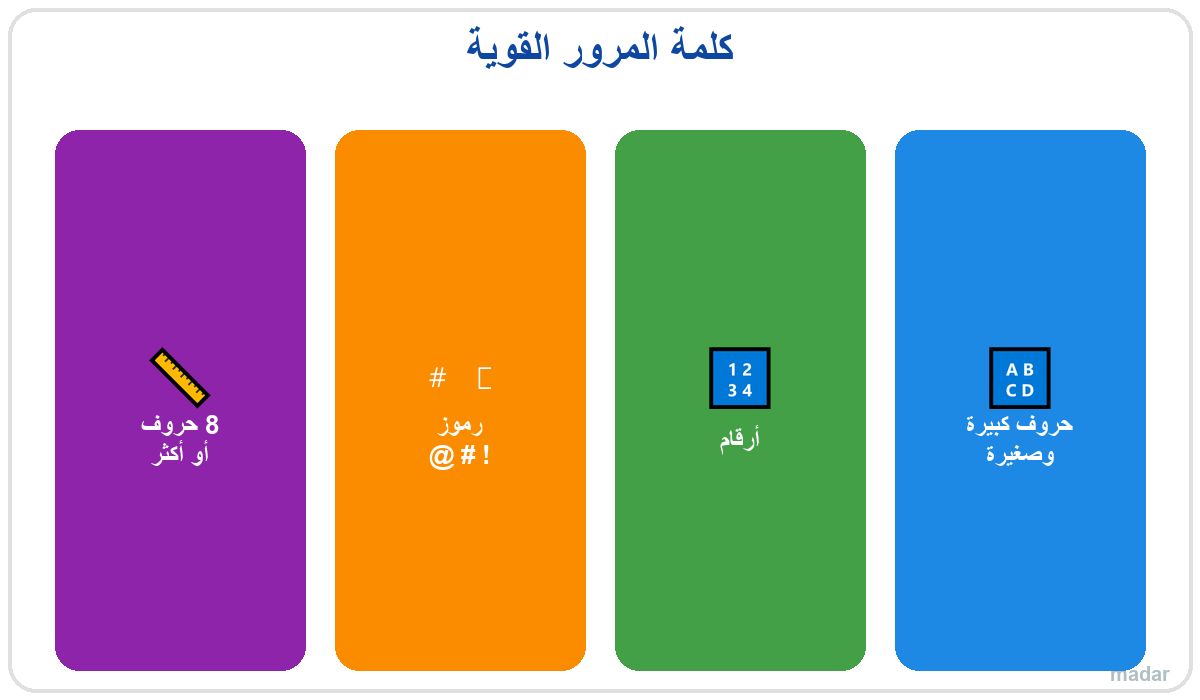 كلمة المرور القوية
A B
C D
حروف كبيرة
وصغيرة
1 2
3 4
أرقام
#
رموز
@ # !
8 حروف
أو أكثر
madar